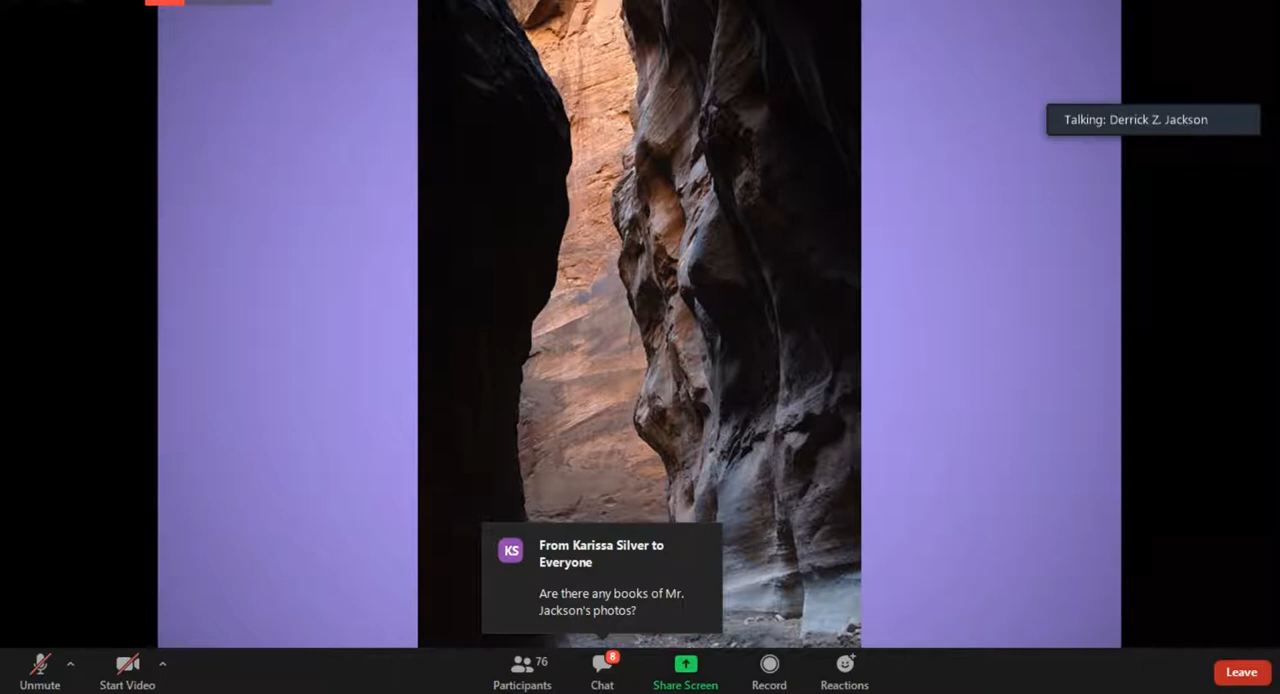 Talking: Derrick Z. Jackson
KS
From Karissa Silver to
Everyone
Are there any books of Mr.
Jackson's photos?
Unmute
Start Video
76
Participants
8
Chat
Share Screen
Record
Reactions
Leave